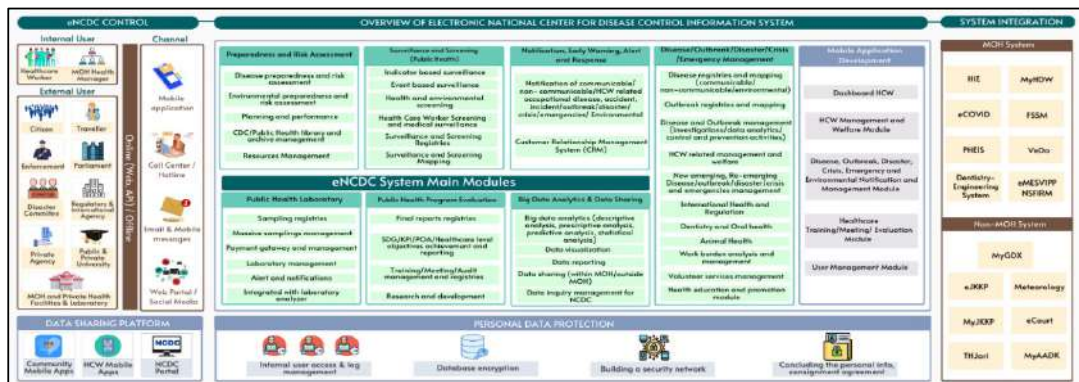 eNCDC CONTROL
Internal User
Healthcare
Worker
MOH Health
Manager
External User
Citizen
Traveller
Enforcement
Parliament
Disaster
Committee
Regulatory &
International
Agency
Private
Agency
Public &
Private
University
MOH and Private Health
Facilities & Laboratory
Channel
Mobile
application
Call Center /
Hotline
Email & Mobile
messages
Web Portal /
Social Media
Online (Web, API) / Offline
OVERVIEW OF ELECTRONIC NATIONAL CENTER FOR DISEASE CONTROL INFORMATION SYSTEM
Preparedness and Risk Assessment
Disease preparedness and risk
assessment
Environmental preparedness and
risk assessment
Planning and performance
CDC/Public Health library and
archive management
Resources Management
Surveillance and Screening
(Public Health)
Indicator based surveillance
Event based surveillance
Health and environmental
screening
Health Care Worker Screening
and medical surveillance
Surveillance and Screening
Registries
Surveillance and Screening
Mapping
Notification, Early Warning, Alert
and Response
Notification of communicable/
non- communicable/HCW related
occupational disease, accident,
incident/outbreak/disaster/
crisis/emergencies/ Environmental
Customer Relationship Management
System (CRM)
Disease/Outbreak/Disaster/Crisis
/Emergency Management
Disease registries and mapping
(communicable/
non-communicable/environmental)
Outbreak registries and mapping
Disease and Outbreak management
(investigations/data analytics/
control and prevention activities)
HCW related management and
welfare
New emerging, Re- emerging
Disease/outbreak/disaster/crisis
and emergencies management
International Health and
Regulation
Dentistry and Oral health
Animal Health
Work burden analysis and
management
Volunteer services management
Health education and promotion
module
Mobile Application
Development
Dashboard HCW
HCW Management and
Welfare Module
Disease, Outbreak, Disaster,
Crisis, Emergency and
Environmental Notification and
Management Module
Healthcare
Training/Meeting/ Evaluation
Module
User Management Module
eNCDC System Main Modules
Public Health Laboratory
Sampling registries
Massive samplings management
Payment gateway and management
Laboratory management
Alert and notifications
Integrated with laboratory
analyzer
Public Health Program Evaluation
Final reports registries
SDG/KPI/POA/Healthcare level
objectives achievement and
reporting
Training/Meeting/Audit
management and registries
Research and development
Big Data Analytics & Data Sharing
Big data analytics (descriptive
analysis, prescriptive analysis,
predictive analysis, statistical
analysis)
Data visualization
Data reporting
Data sharing (within MOH/outside
MOH)
Data inquiry management for
NCDC
SYSTEM INTEGRATION
MOH System
HIE
MyHDW
eCOVID
FSSM
PHEIS
Dentistry-
Engineering
System
eMESVIPP
NSFIRM
Non-MOH System
MyGDX
eJKKP
Meteorology
MyJKKP
eCourt
THJari
MyAADK
DATA SHARING PLATFORM
Community
Mobile Apps
HCW Mobile
Apps
NCDC
NCDC
Portal
PERSONAL DATA PROTECTION
Internal user access & log
management
Database encryption
Building a security network
Concluding the personal info,
consignment agreement